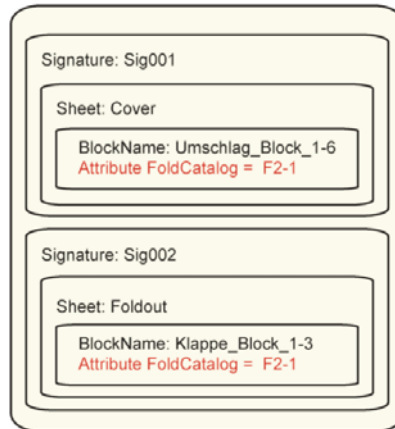 Signature: Sig001
Sheet: Cover
BlockName: Umschlag_Block_1-6
Attribute FoldCatalog = F2-1
Signature: Sig002
Sheet: Foldout
BlockName: Klappe_Block_1-3
Attribute FoldCatalog = F2-1